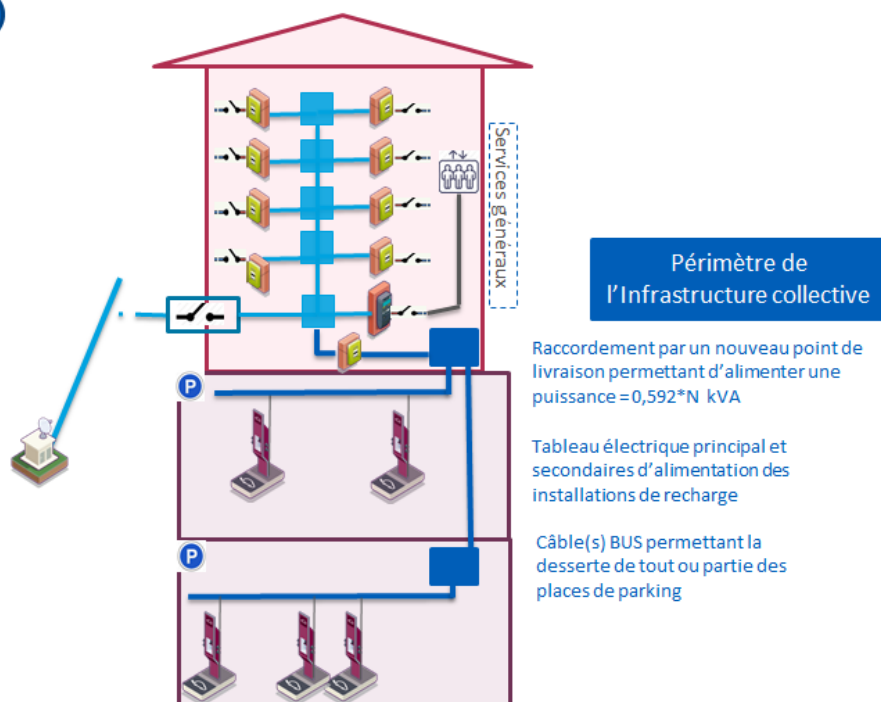 Services généraux
Périmètre de
l'Infrastructure collective
Raccordement par un nouveau point de
livraison permettant d'alimenter une
puissance = 0,592*N kVA
P
Tableau électrique principal et
secondaires d'alimentation des
installations de recharge
Câble(s) BUS permettant la
desserte de tout ou partie des
places de parking
P